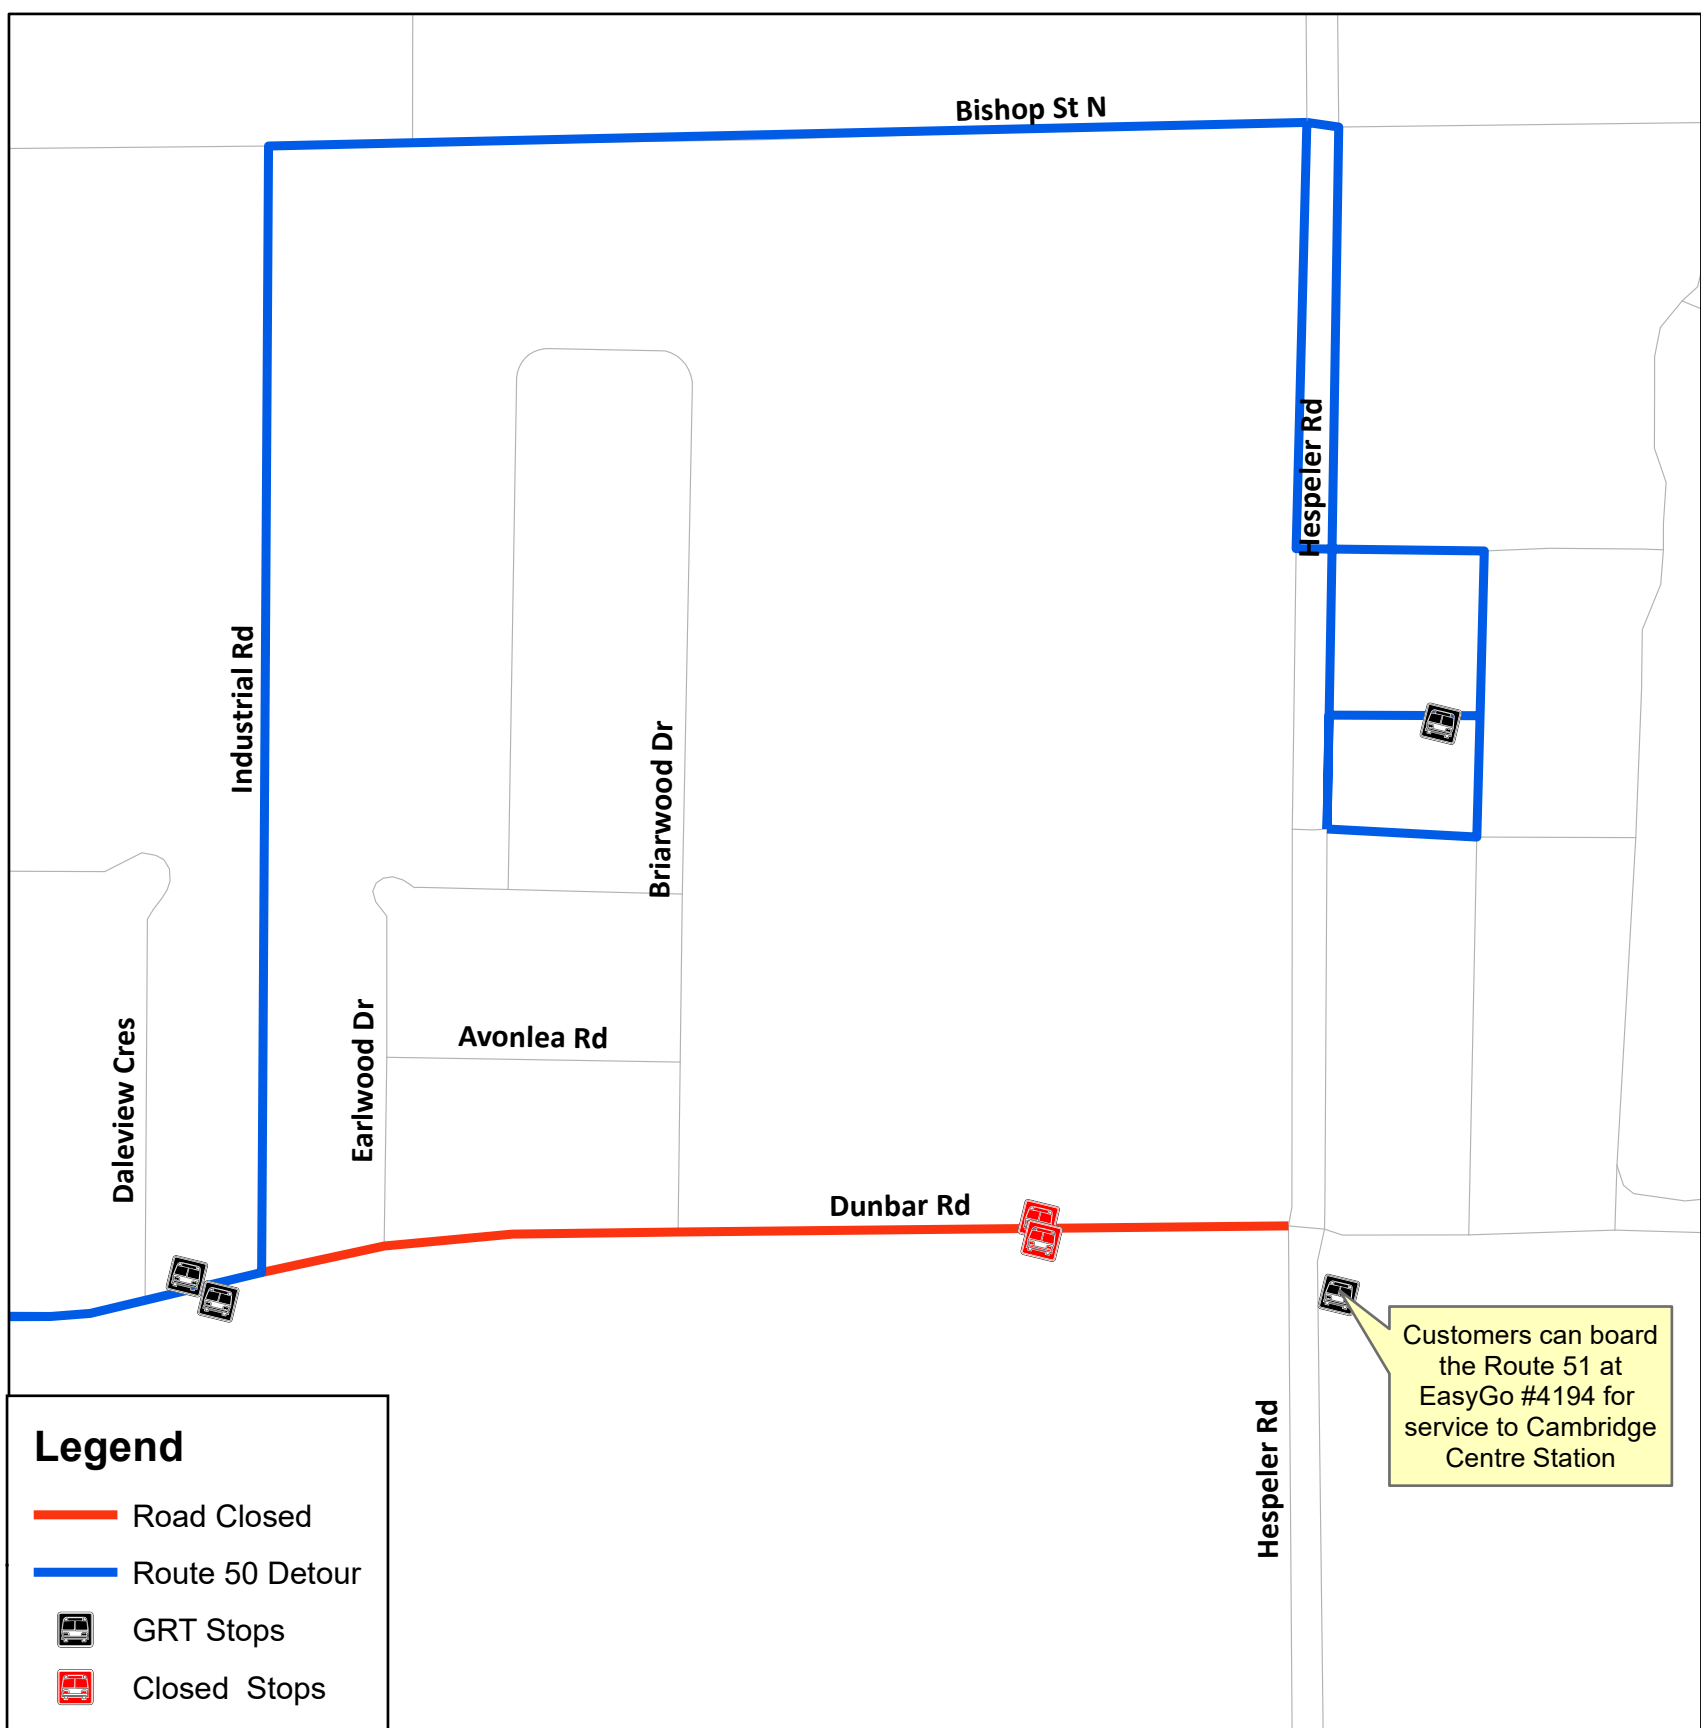 Bishop St N
Hespeler Rd
Industrial Rd
Briarwood Dr
Daleview Cres
Earlwood Dr
Avonlea Rd
Dunbar Rd
Customers can board
the Route 51 at
EasyGo #4194 for
service to Cambridge
Centre Station
Hespeler Rd
Legend
Road Closed
Route 50 Detour
GRT Stops
Closed Stops